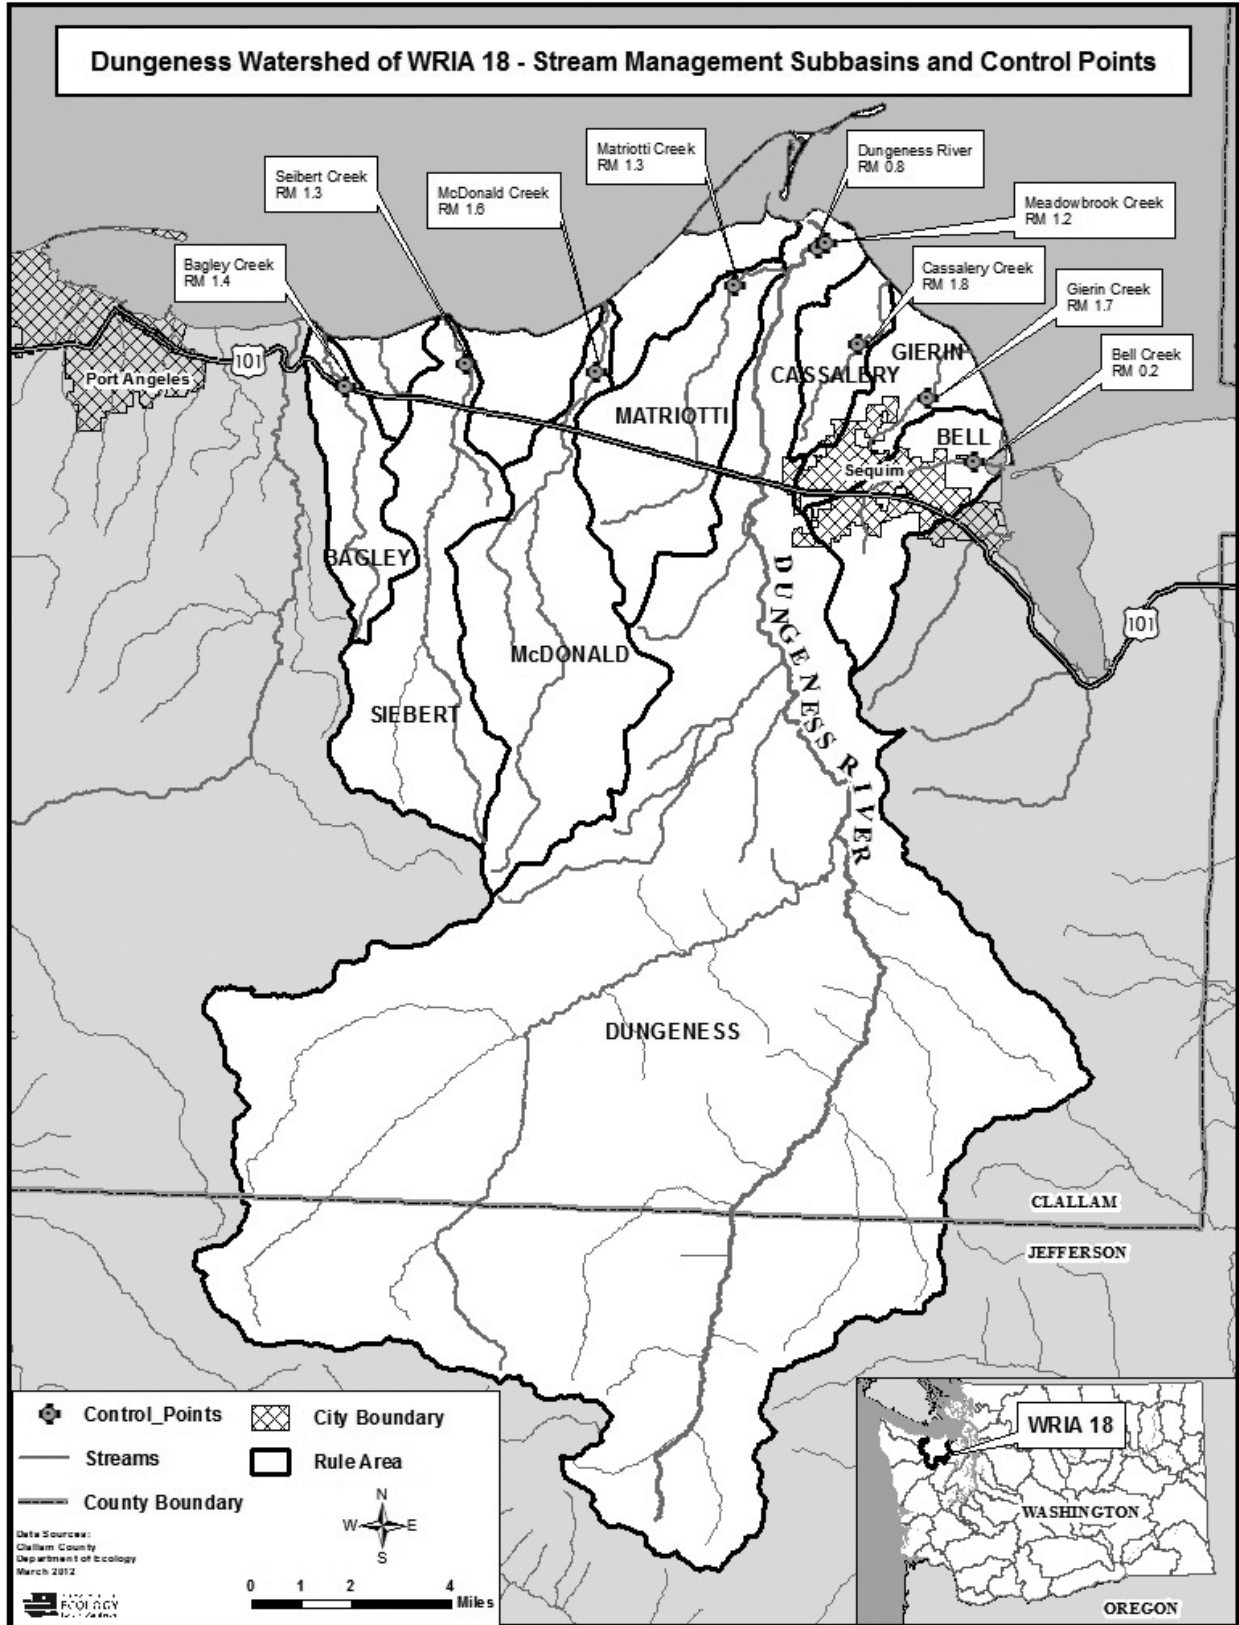 Dungeness Watershed of WRIA 18 - Stream Management Subbasins and Control Points
Matriotti Creek
RM 1.3
Dungeness River
RM 0.8
Seibert Creek
RM 1.3
McDonald Creek
RM 1.6
Meadowbrook Creek
RM 1.2
Bagley Creek
RM 1.4
Cassalery Creek
RM 1.8
Gierin Creek
RM 1.7
Bell Creek
RM 0.2
101
Port Angeles
GIERIN
CASSALERY
MATRIOTTI
BELL
Sequim
BAGLEY
DUNGENESS RIVER
101
McDONALD
SIEBERT
DUNGENESS
CLALLAM
JEFFERSON
Control_Points
City Boundary
Streams
Rule Area
County Boundary
N
W
E
S
Data Sources:
Clallam County
Department of Ecology
March 2012
ECOLOGY
0 1 2 4
Miles
WRIA 18
WASHINGTON
OREGON